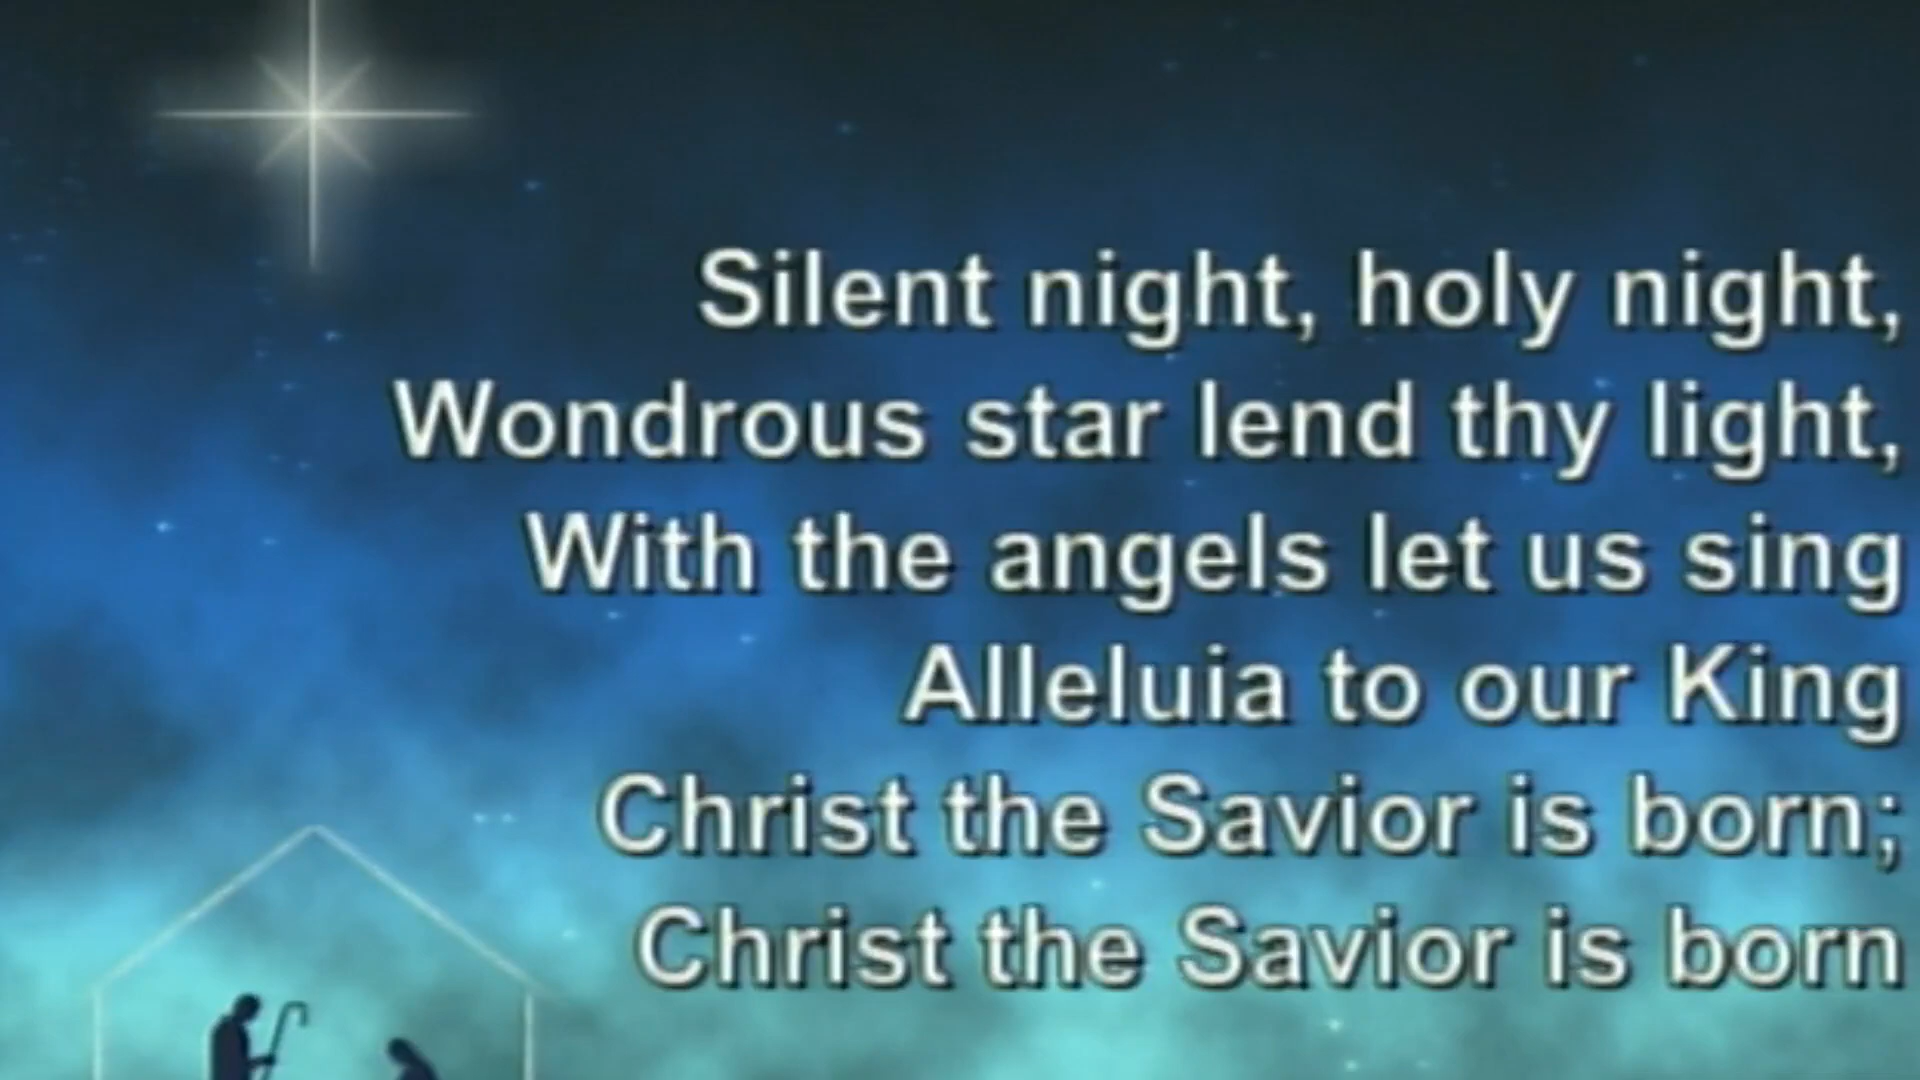 Silent night, holy night,
Wondrous star lend thy light,
With the angels let us sing
Alleluia to our King
Christ the Savior is born;
Christ the Savior is born